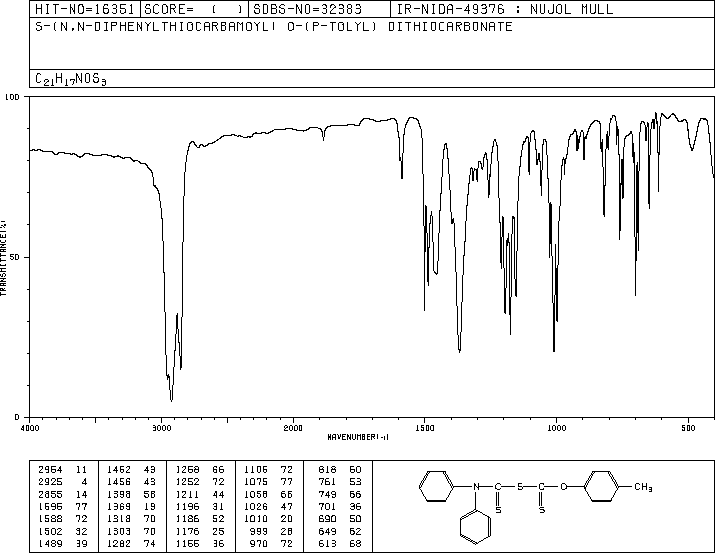 HIT-NO=16351 SCORE= ( ) SDBS-NO=32383 IR-NIDA-49376 : NUJOL MULL
S-(N,N-DIPHENYLTHIOCARBAMOYL) O-(P-TOLYL) DITHIOCARBONATE
C21H17NOS3
100
50
0
TRANSMITTANCE(%)
4000 3000 2000 1500 1000 500
WAVENUMBER(-1)
2954 11 1462 43 1258 66 1106 72 818 60
2925 4 1456 43 1252 72 1075 77 761 53
2855 14 1398 58 1211 44 1058 66 749 66
1595 77 1369 19 1196 31 1026 47 701 36
1588 72 1318 70 1186 52 1010 20 690 50
1502 32 1303 70 1176 25 999 28 649 62
1489 39 1282 74 1155 36 970 72 613 68
N C S C O CH3
S S